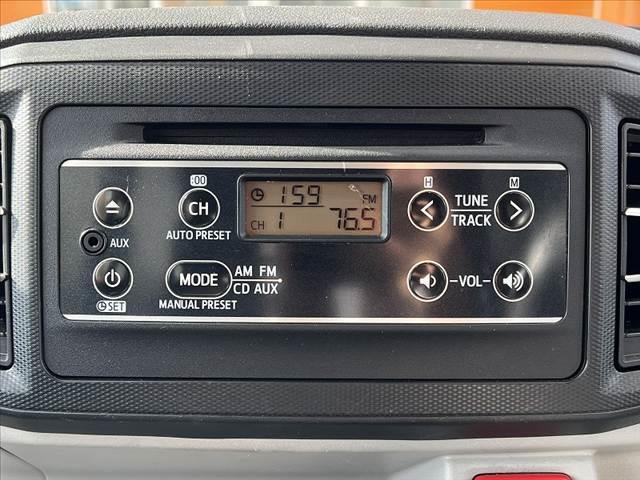 :00
H
M
CH
1:59
FM
CH 1 76.5
TUNE
TRACK
AUX
AUTO PRESET
MODE
AM FM
CD AUX
-VOL-
SET
MANUAL PRESET